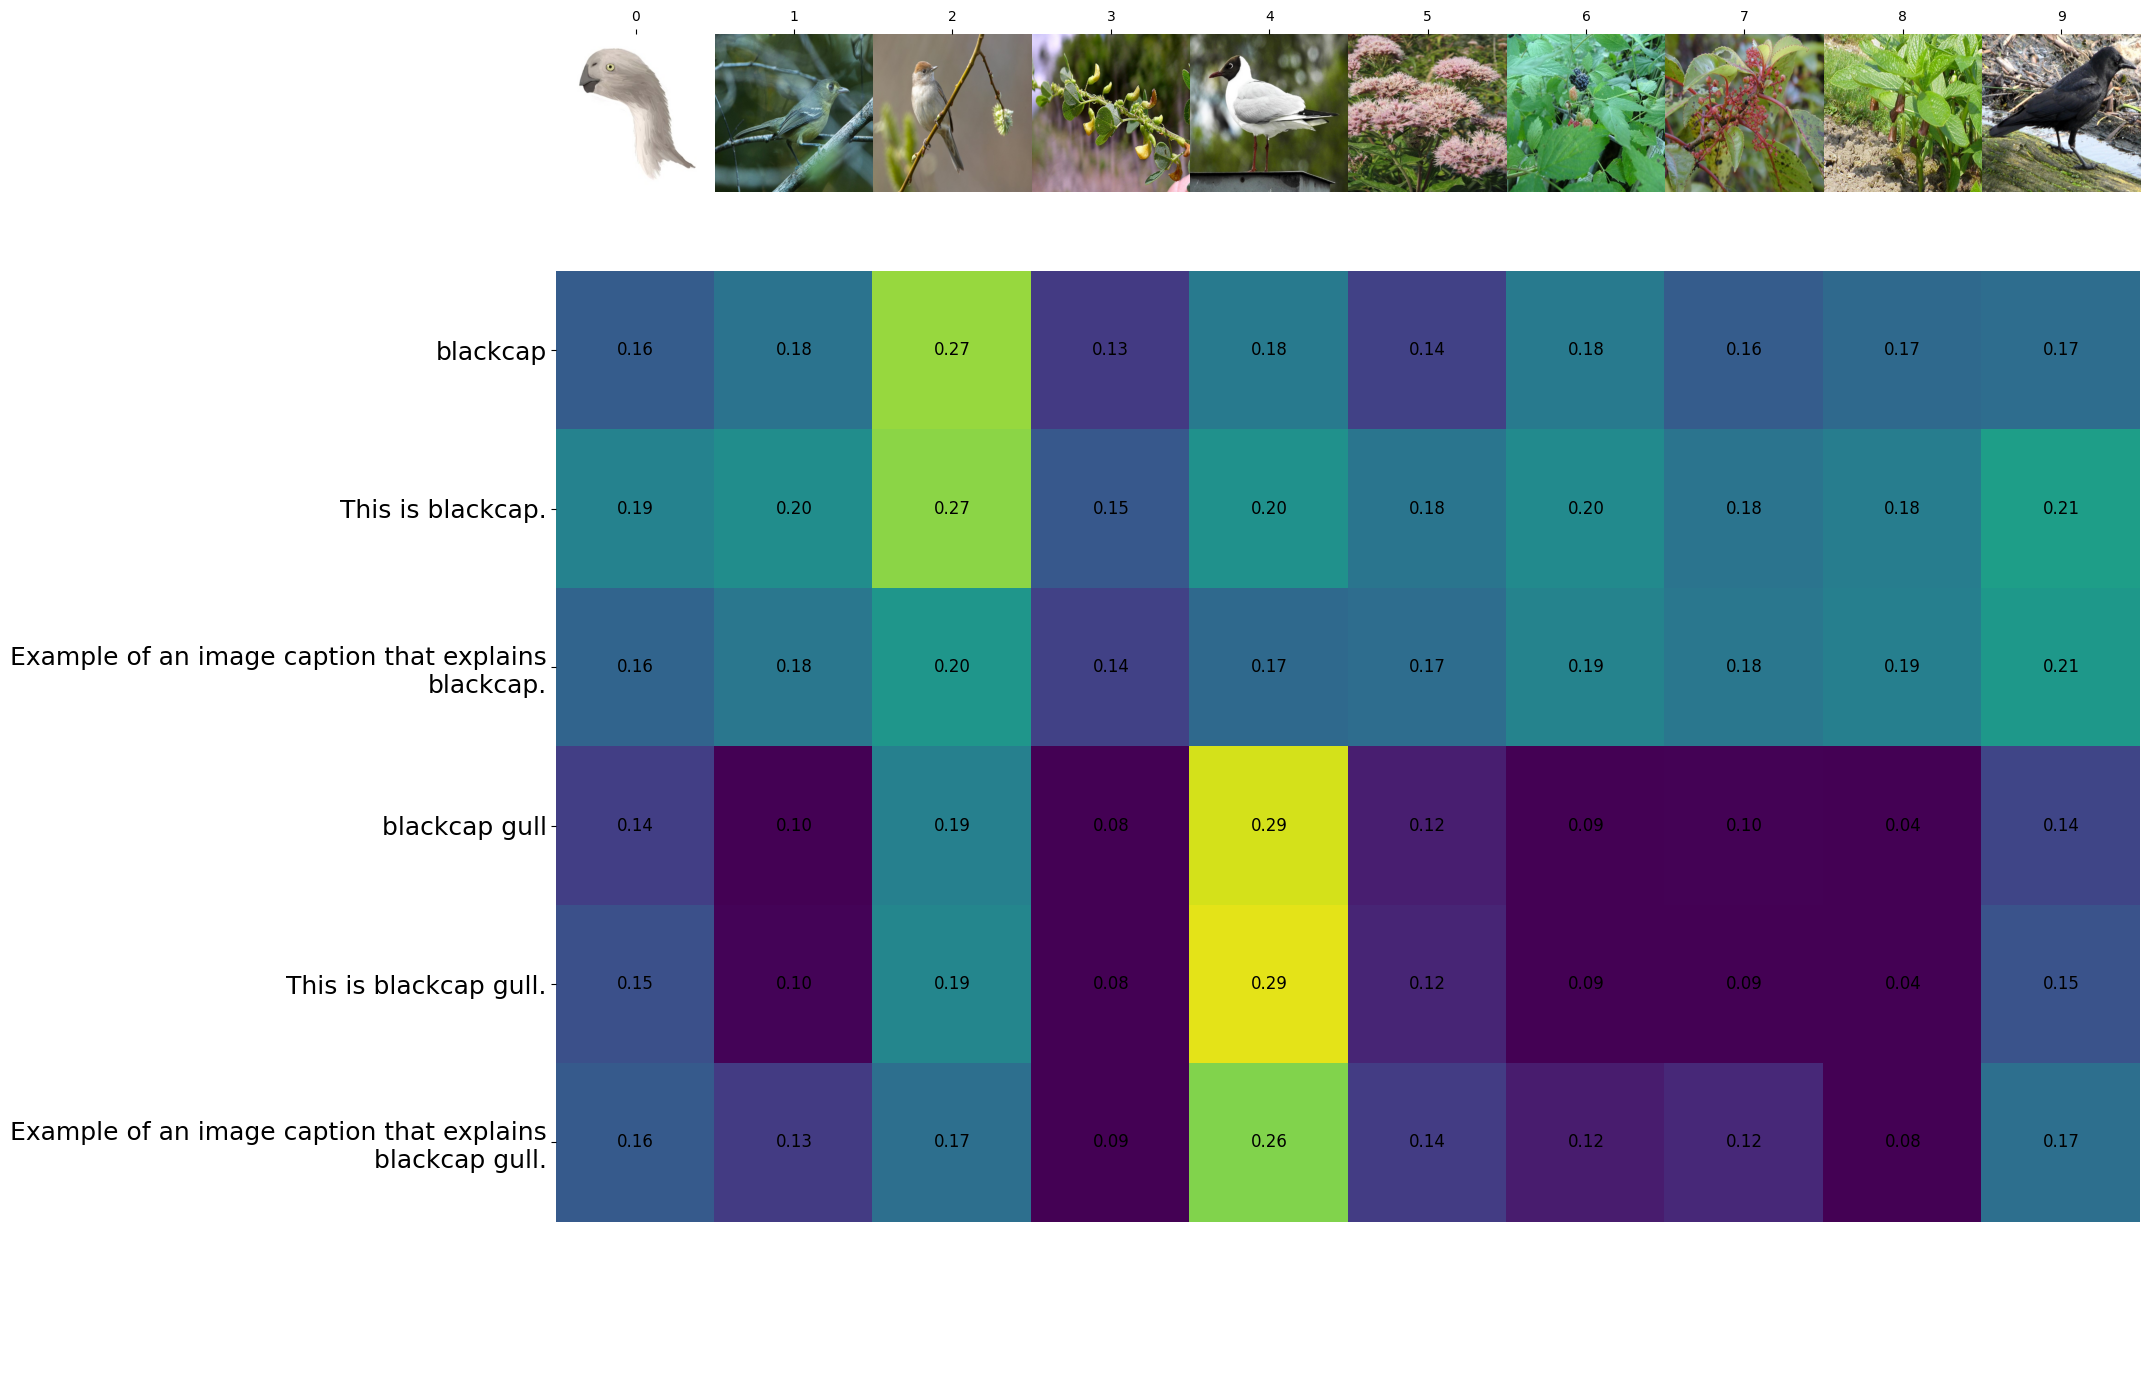 0 1 2 3 4 5 6 7 8 9
blackcap 0.16 0.18 0.27 0.13 0.18 0.14 0.18 0.16 0.17 0.17
This is blackcap. 0.19 0.20 0.27 0.15 0.20 0.18 0.20 0.18 0.18 0.21
Example of an image caption that explains
blackcap. 0.16 0.18 0.20 0.14 0.17 0.17 0.19 0.18 0.19 0.21
blackcap gull 0.14 0.10 0.19 0.08 0.29 0.12 0.09 0.10 0.04 0.14
This is blackcap gull. 0.15 0.10 0.19 0.08 0.29 0.12 0.09 0.09 0.04 0.15
Example of an image caption that explains
blackcap gull. 0.16 0.13 0.17 0.09 0.26 0.14 0.12 0.12 0.08 0.17